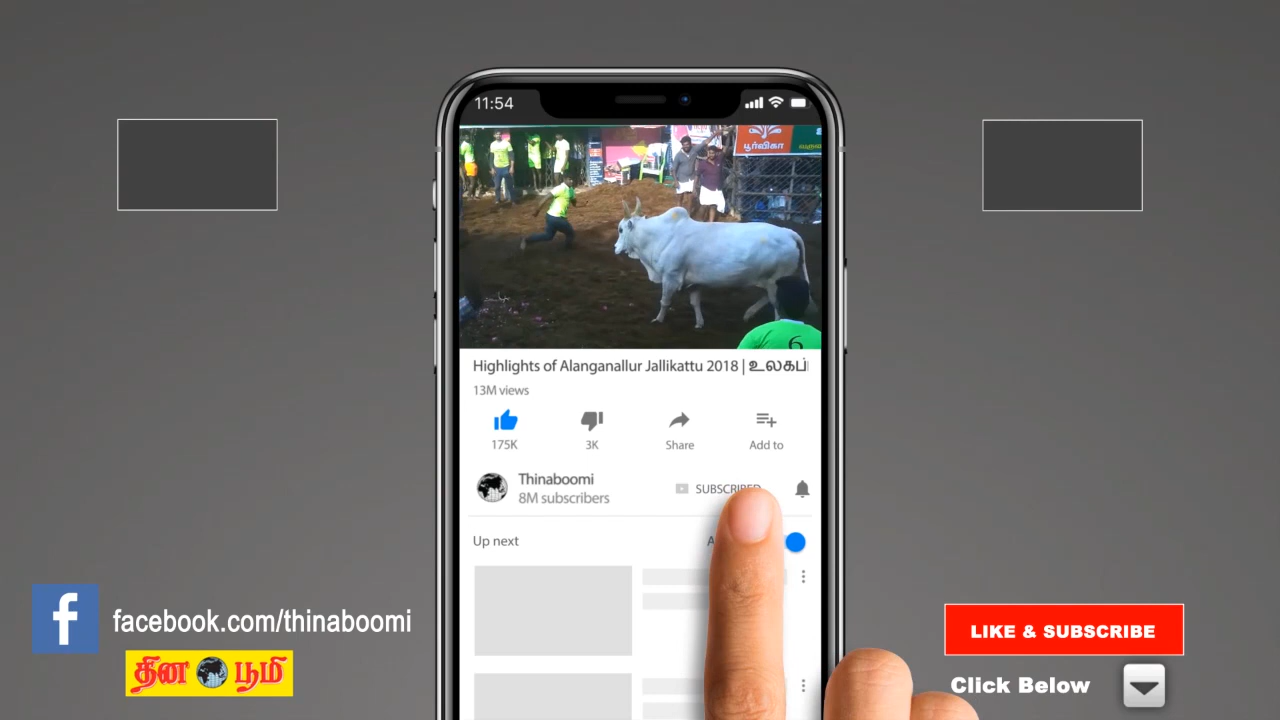 11:54
பூர்விகா
Highlights of Alanganallur Jallikattu 2018 | உலகப்
13M views
175K
3K
Share
Add to
Thinaboomi
8M subscribers
SUBSCRIBED
Up next
6
facebook.com/thinaboomi
தின பூமி
LIKE & SUBSCRIBE
Click Below